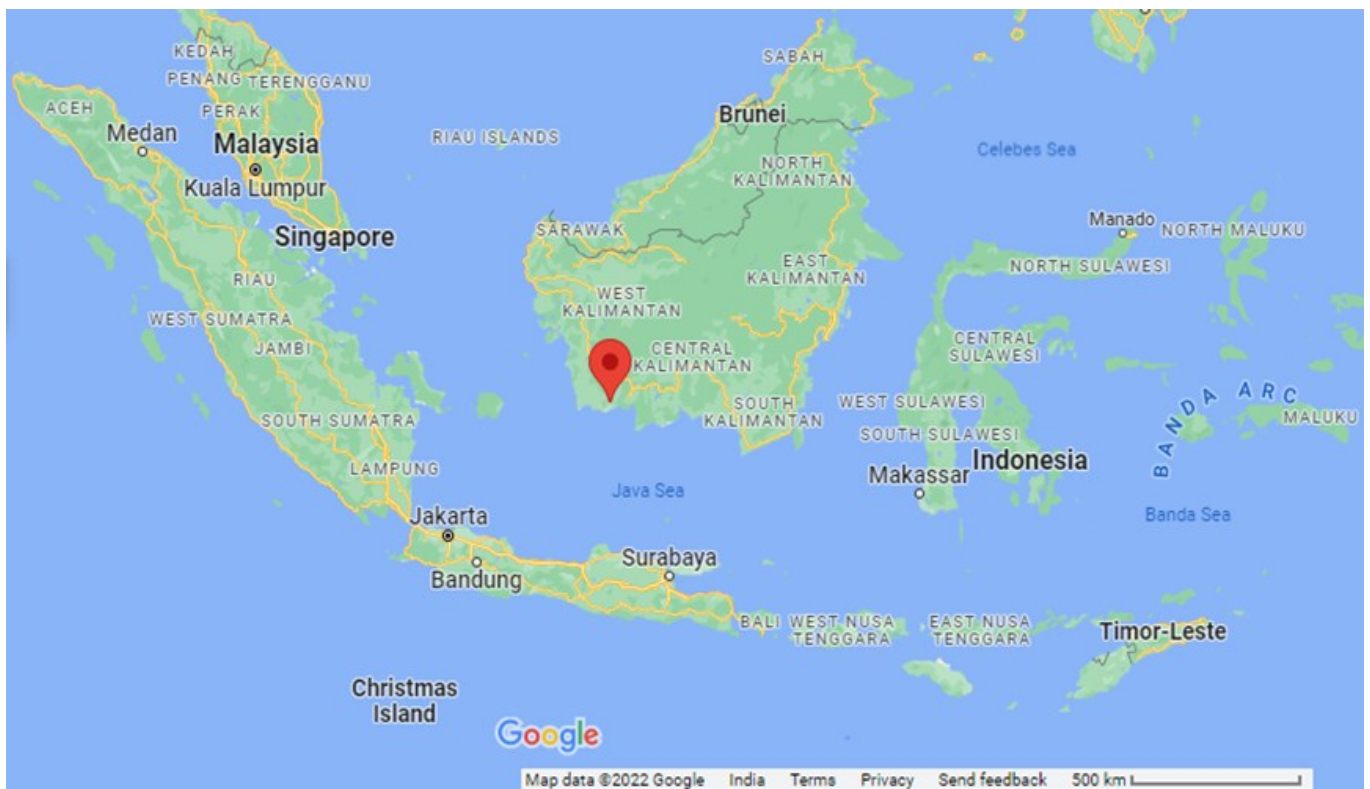 KEDAH
PENANG
TERENGGANU
ACEH
PERAK
Medan
Malaysia
Kuala Lumpur
Singapore
RIAU ISLANDS
SABAH
Brunei
NORTH
KALIMANTAN
Celebes Sea
SARAWAK
Manado
NORTH MALUKU
RIAU
EAST
KALIMANTAN
NORTH SULAWESI
WEST
KALIMANTAN
WEST SUMATRA
JAMBI
CENTRAL
KALIMANTAN
CENTRAL
SULAWESI
SOUTH SUMATRA
SOUTH
KALIMANTAN
WEST SULAWESI
BANDA ARC
MALUKU
SOUTH SULAWESI
LAMPUNG
Makassar
Indonesia
Java Sea
Banda Sea
Jakarta
Bandung
Surabaya
BALI
WEST NUSA
TENGGARA
EAST NUSA
TENGGARA
Timor-Leste
Christmas
Island
Google
Map data ©2022 Google India Terms Privacy Send feedback 500 km